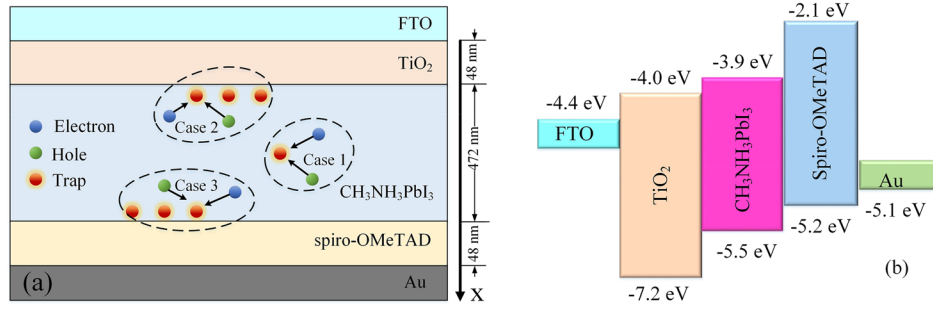 FTO
TiO₂
Case 2
Electron
Hole
Trap
Case 1
Case 3
CH₃NH₃PbI₃
spiro-OMeTAD
(a)
Au
48 nm
472 nm
48 nm
X
-4.4 eV
FTO
-4.0 eV
TiO₂
-7.2 eV
-3.9 eV
CH₃NH₃PbI₃
-5.5 eV
-2.1 eV
Spiro-OMeTAD
-5.2 eV
Au
-5.1 eV
(b)